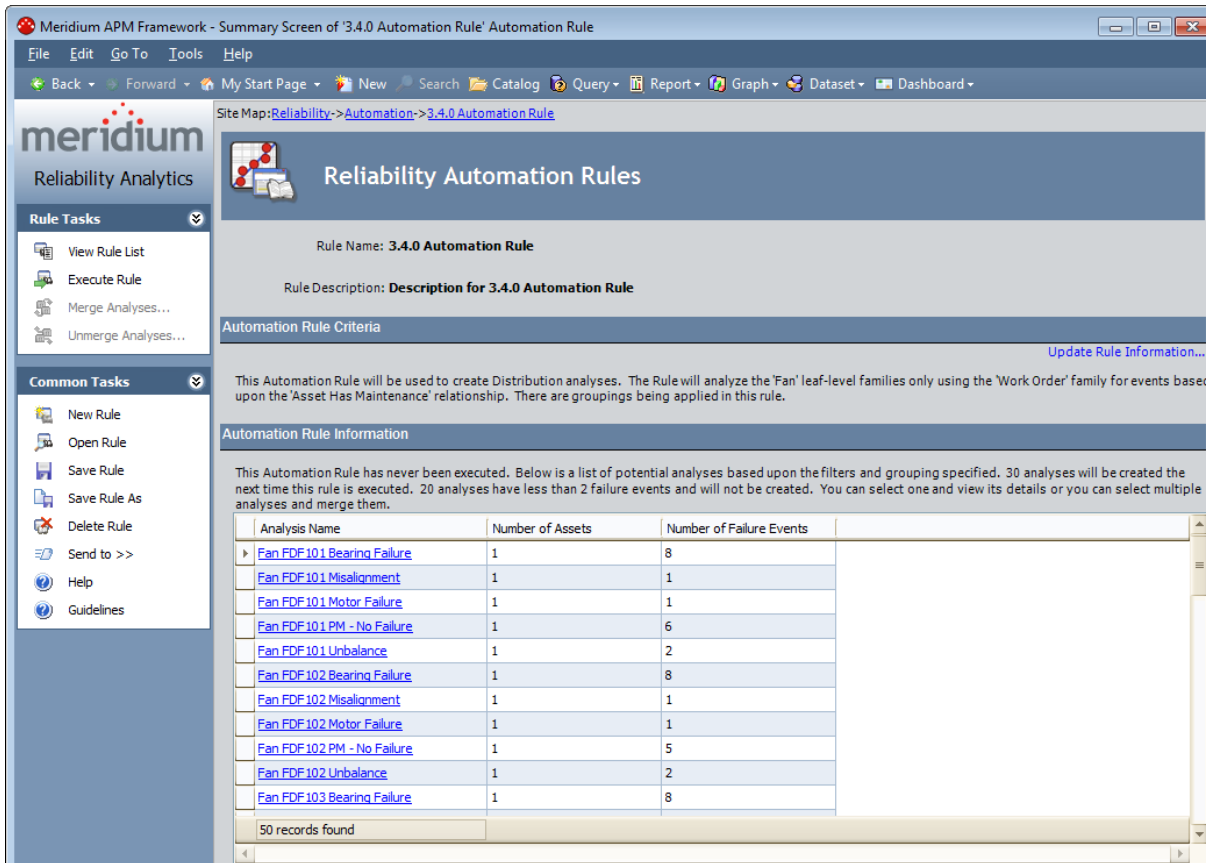 Meridium APM Framework - Summary Screen of '3.4.0 Automation Rule' Automation Rule
File Edit Go To Tools Help
Back Forward My Start Page New Search Catalog Query Report Graph Dataset Dashboard
meridium
Reliability Analytics
Rule Tasks
View Rule List
Execute Rule
Merge Analyses...
Unmerge Analyses...
Common Tasks
New Rule
Open Rule
Save Rule
Save Rule As
Delete Rule
Send to >>
Help
Guidelines
Site Map:Reliability->Automation->3.4.0 Automation Rule
Reliability Automation Rules
Rule Name: 3.4.0 Automation Rule
Rule Description: Description for 3.4.0 Automation Rule
Automation Rule Criteria
Update Rule Information...
This Automation Rule will be used to create Distribution analyses. The Rule will analyze the 'Fan' leaf-level families only using the 'Work Order' family for events based
upon the 'Asset Has Maintenance' relationship. There are groupings being applied in this rule.
Automation Rule Information
This Automation Rule has never been executed. Below is a list of potential analyses based upon the filters and grouping specified. 30 analyses will be created the
next time this rule is executed. 20 analyses have less than 2 failure events and will not be created. You can select one and view its details or you can select multiple
analyses and merge them.
Analysis Name Number of Assets Number of Failure Events
Fan FDF101 Bearing Failure 1 8
Fan FDF101 Misalignment 1 1
Fan FDF101 Motor Failure 1 1
Fan FDF101 PM - No Failure 1 6
Fan FDF101 Unbalance 1 2
Fan FDF102 Bearing Failure 1 8
Fan FDF102 Misalignment 1 1
Fan FDF102 Motor Failure 1 1
Fan FDF102 PM - No Failure 1 5
Fan FDF102 Unbalance 1 2
Fan FDF103 Bearing Failure 1 8
50 records found